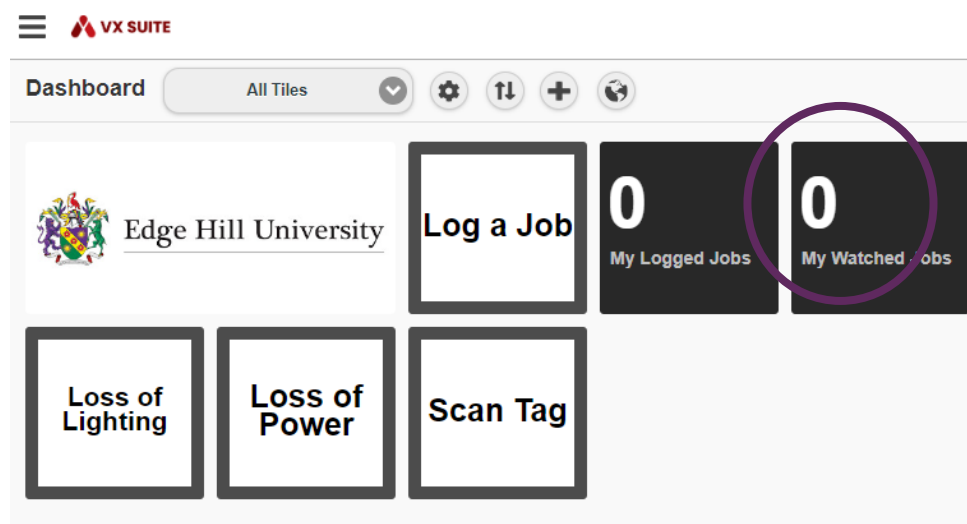 VX SUITE
Dashboard
All Tiles
Edge Hill University
Log a Job
0
My Logged Jobs
0
My Watched Jobs
Loss of
Lighting
Loss of
Power
Scan Tag